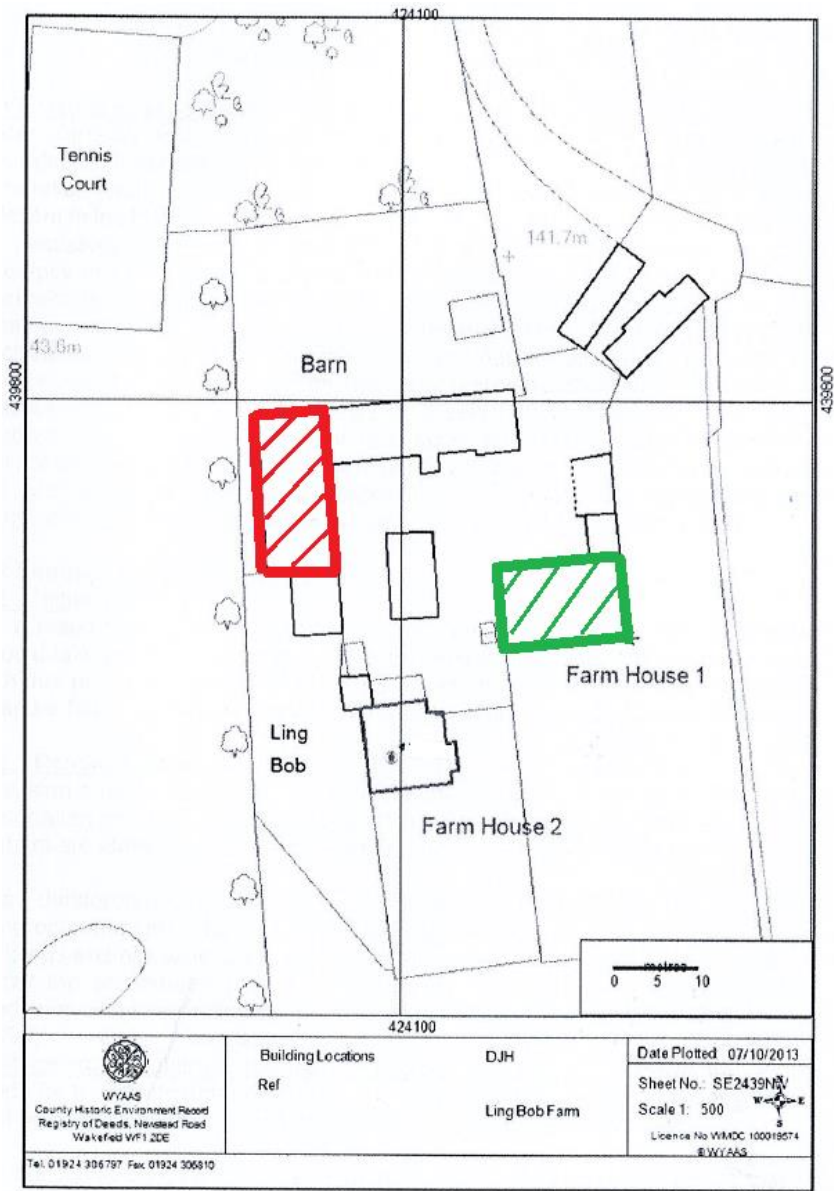 424100
Tennis
Court
141.7m
43.6m
Barn
439800
439800
Farm House 1
Ling
Bob
Farm House 2
metres
0 5 10
424100
WYAAS
County Historic Environment Record
Registry of Deeds, Newstead Road
Wakefield WF1 2DE
Tel. 01924 306797 Fax. 01924 306810
Building Locations
Ref
DJH
Ling Bob Farm
Date Plotted 07/10/2013
Sheet No.: SE2439NW
Scale 1: 500
N
W E
S
Licence No WMDC 100019574
© WYAAS